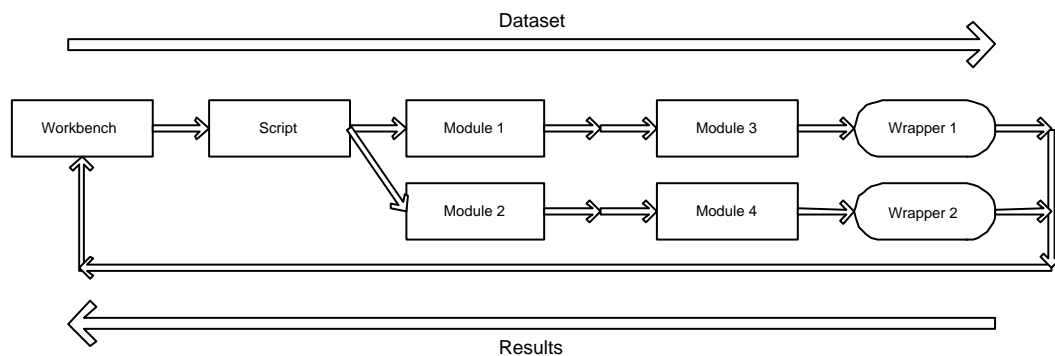 Dataset
Workbench
Script
Module 1
Module 3
Wrapper 1
Module 2
Module 4
Wrapper 2
Results